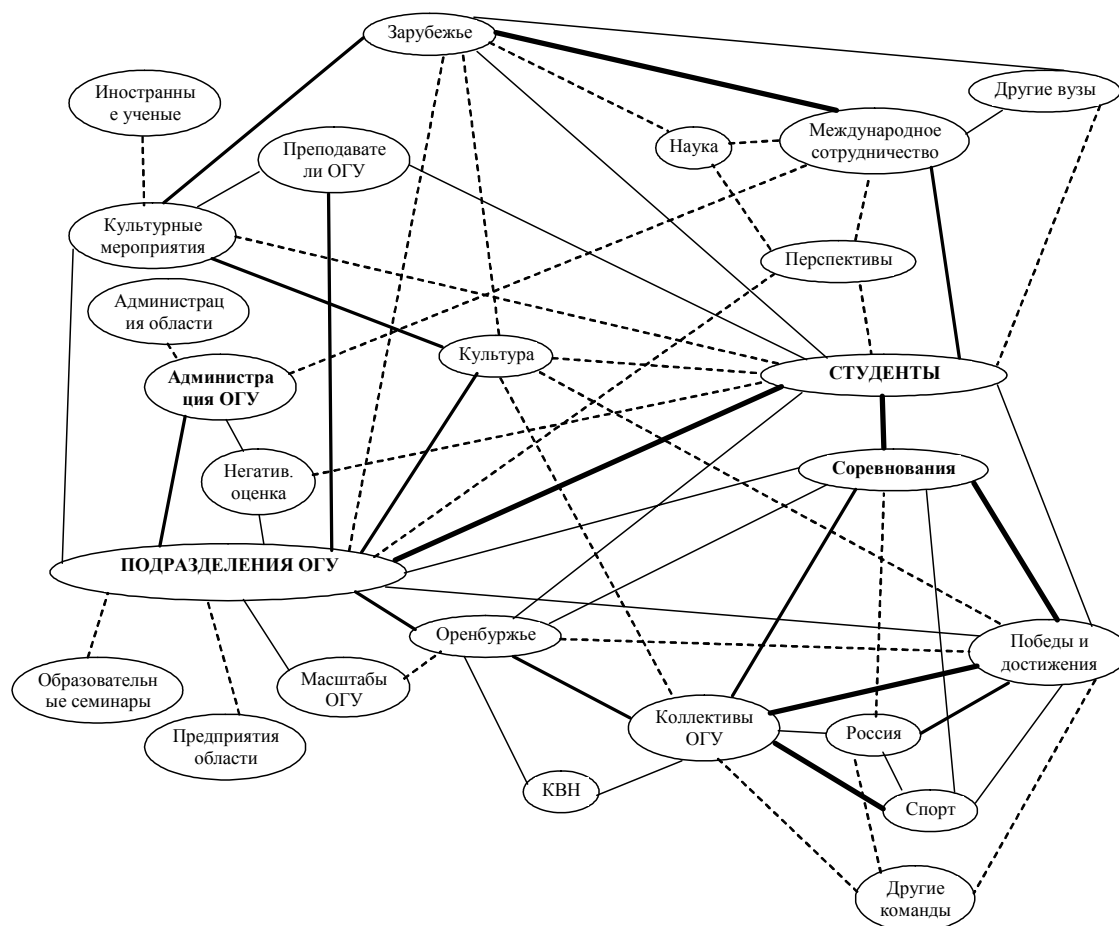 Зарубежье
Иностранны
е ученые
Другие вузы
Международное
сотрудничество
Наука
Преподавате
ли ОГУ
Культурные
мероприятия
Перспективы
Администрац
ия области
Культура
СТУДЕНТЫ
Администра
ция ОГУ
Негатив.
оценка
Соревнования
ПОДРАЗДЕЛЕНИЯ ОГУ
Оренбуржье
Победы и
достижения
Образовательн
ые семинары
Масштабы
ОГУ
Коллективы
ОГУ
Россия
Предприятия
области
КВН
Спорт
Другие
команды